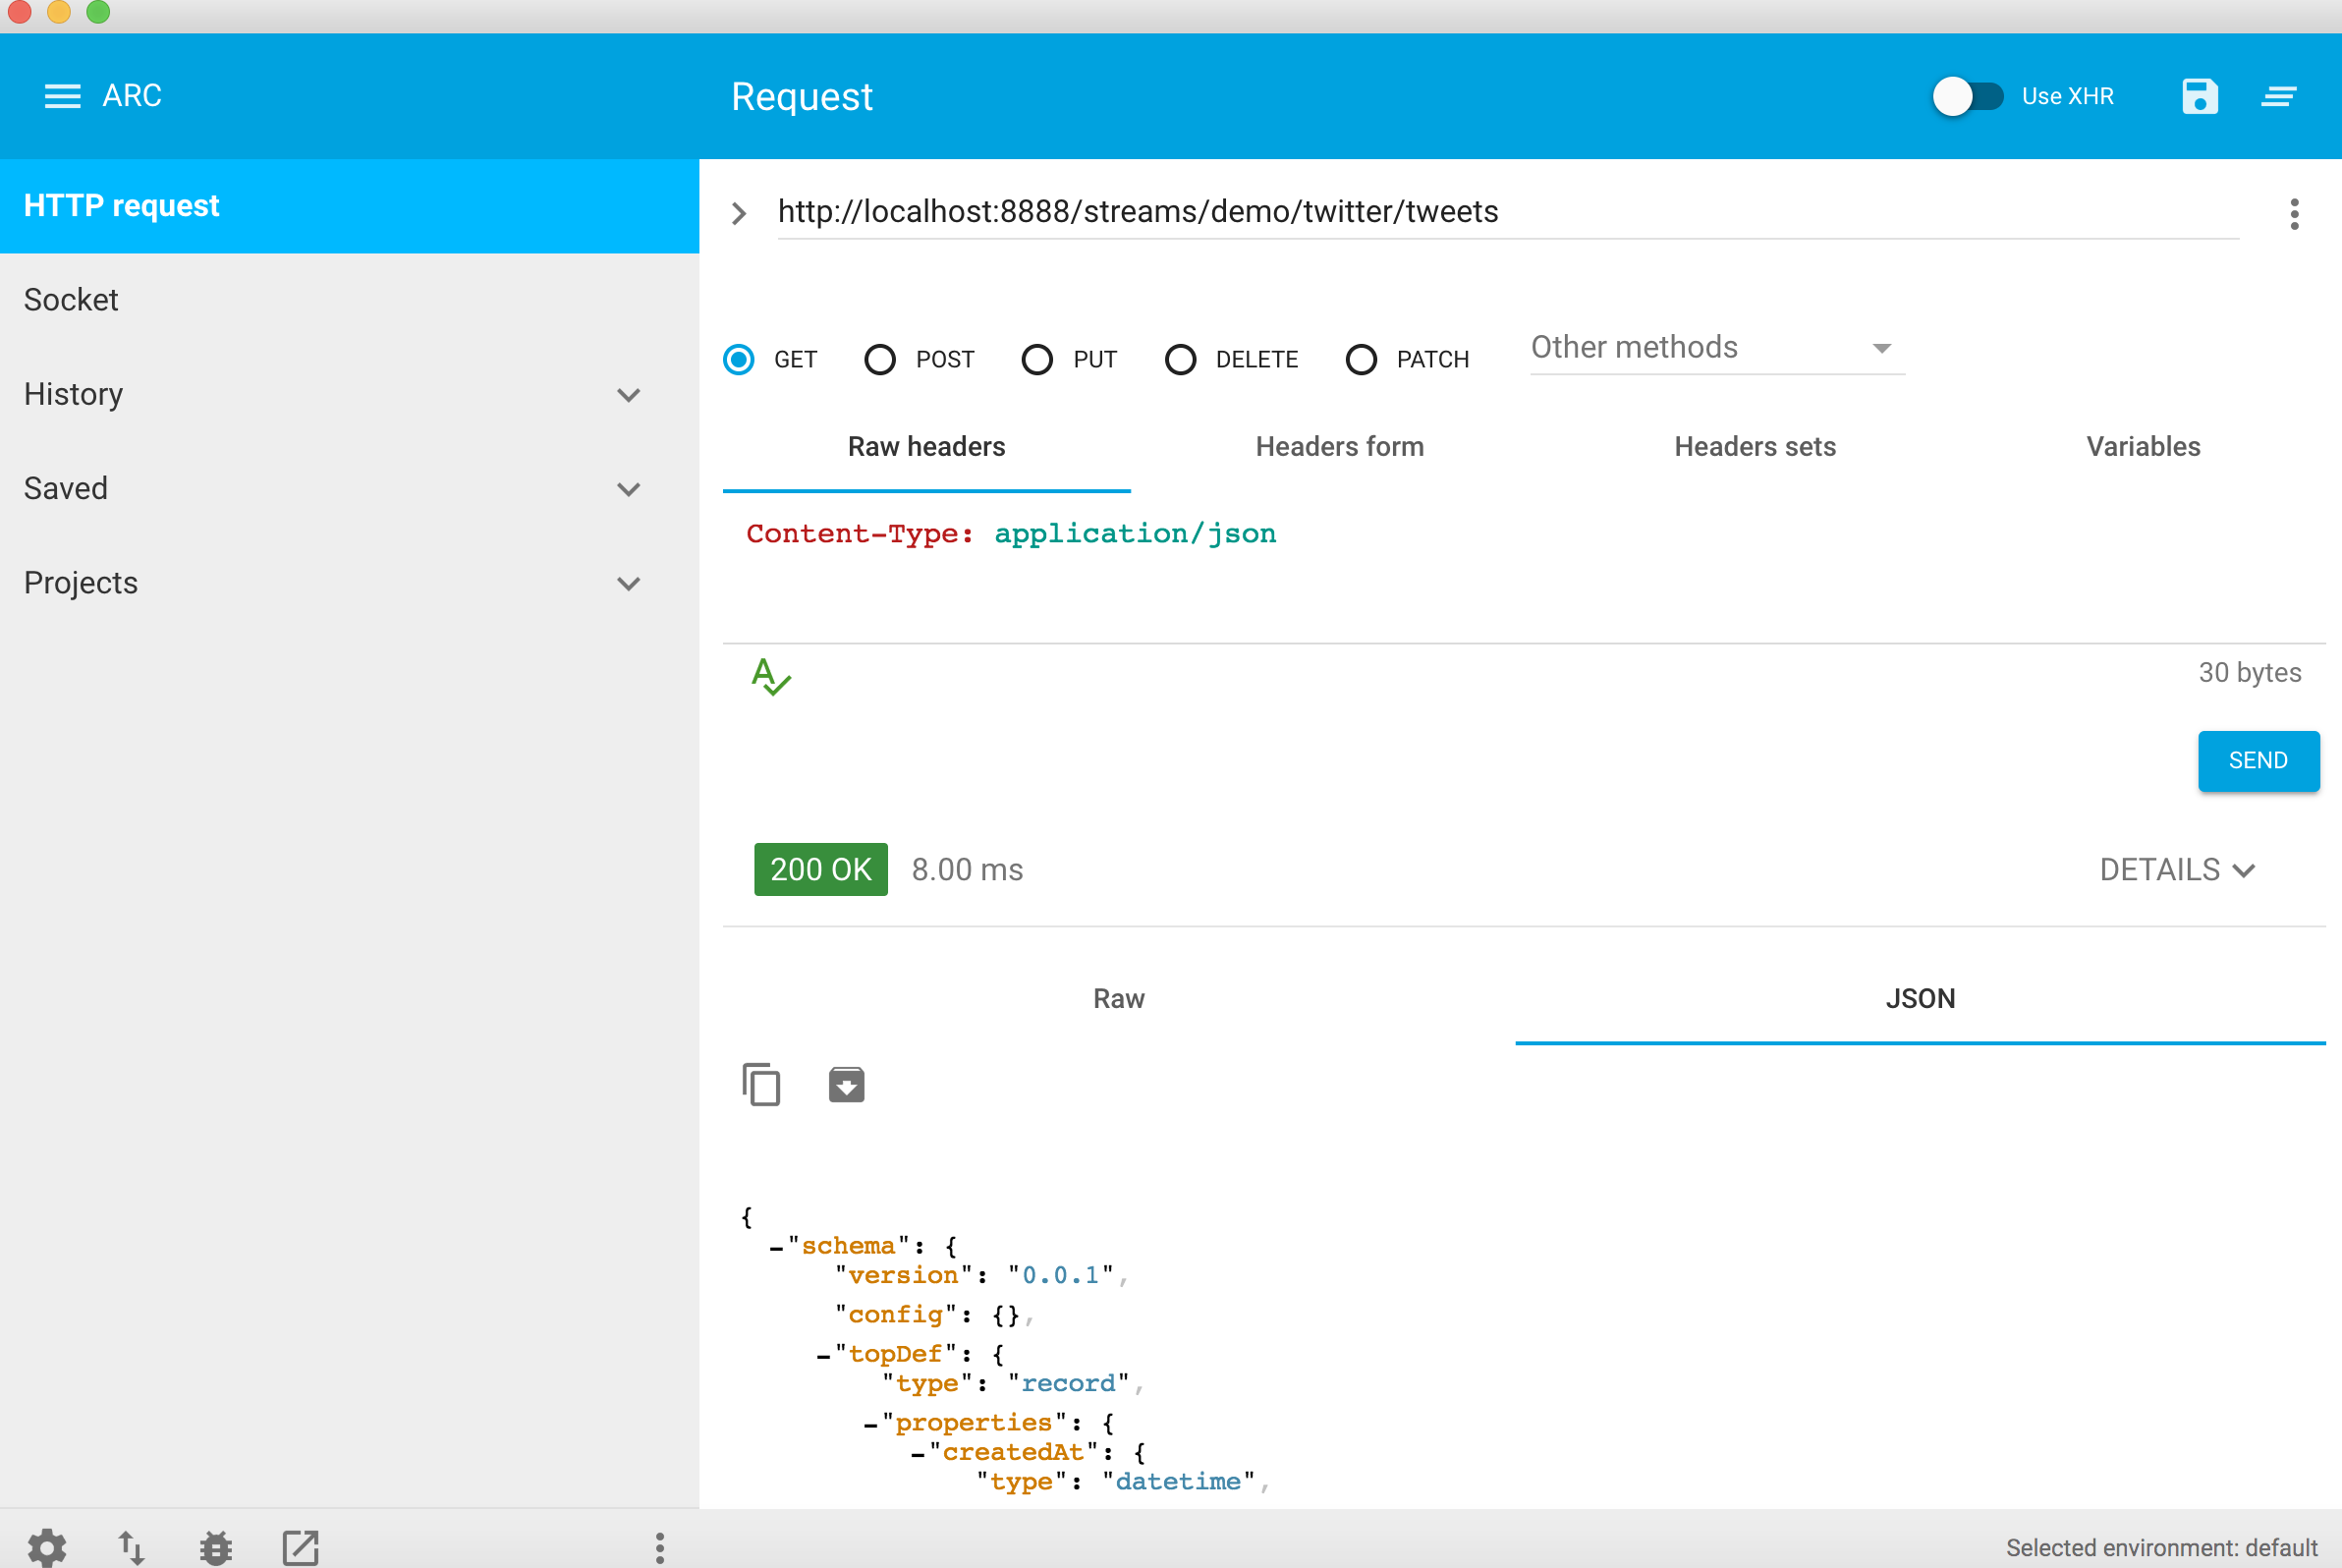 ARC
Request
Use XHR
HTTP request
Socket
History
Saved
Projects
http://localhost:8888/streams/demo/twitter/tweets
GET POST PUT DELETE PATCH Other methods
Raw headers Headers form Headers sets Variables
Content-Type: application/json
30 bytes
SEND
200 OK 8.00 ms DETAILS
Raw JSON
{
-"schema": {
"version": "0.0.1",
"config": {},
-"topDef": {
"type": "record",
-"properties": {
-"createdAt": {
"type": "datetime",
Selected environment: default